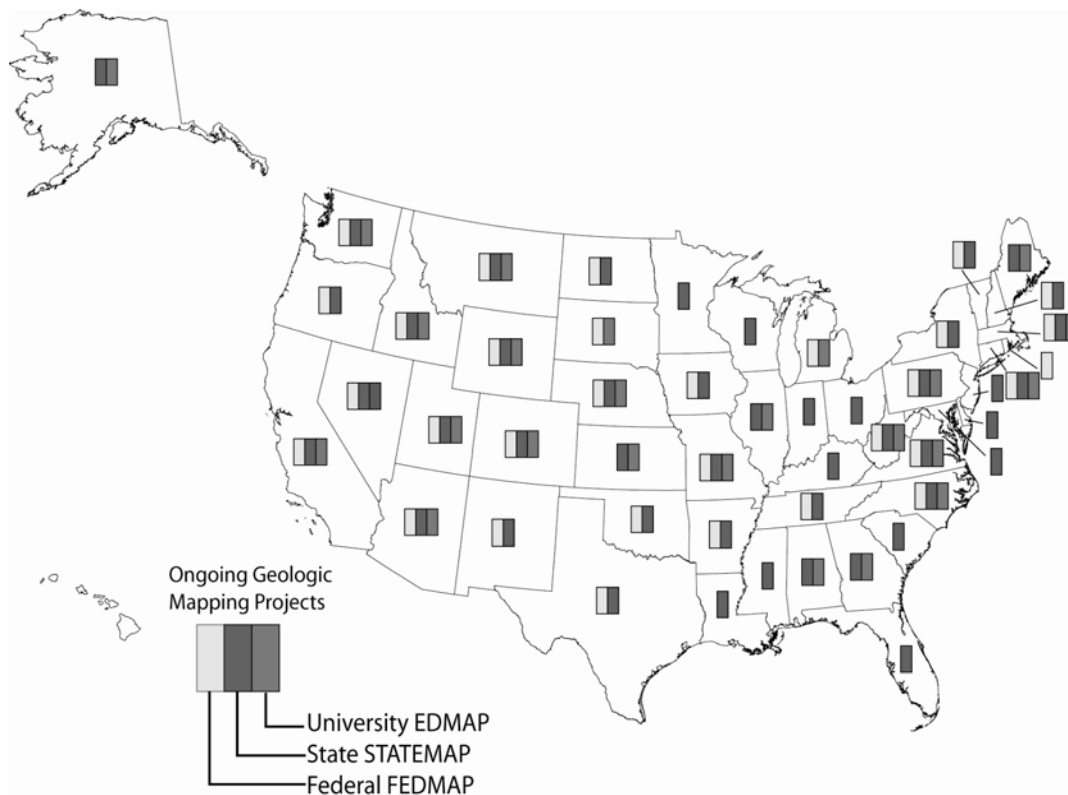 Ongoing Geologic
Mapping Projects
University EDMAP
State STATEMAP
Federal FEDMAP